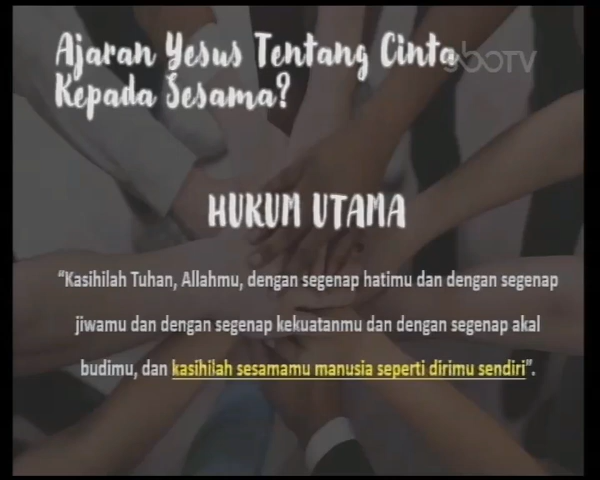 Ajaran Yesus Tentang Cinta
Kepada Sesama?
HUKUM UTAMA
“Kasihilah Tuhan, Allahmu, dengan segenap hatimu dan dengan segenap
jiwamu dan dengan segenap kekuatanmu dan dengan segenap akal
budimu, dan kasihilah sesamamu manusia seperti dirimu sendiri”.